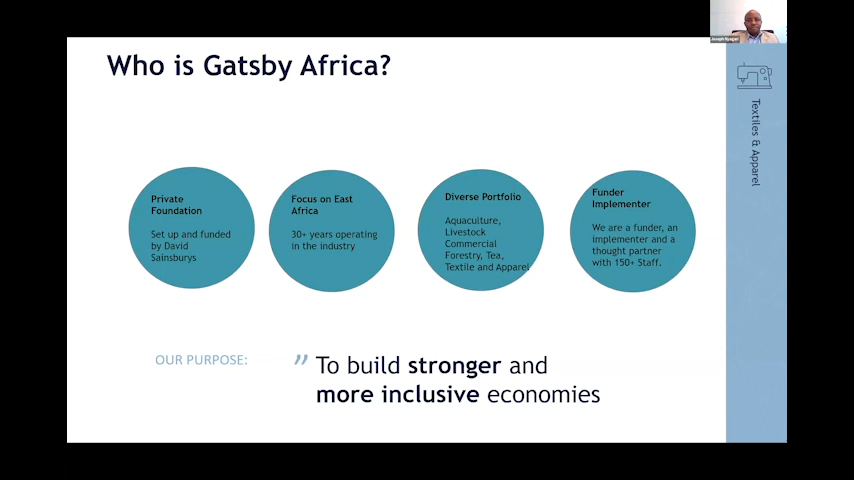 Joseph Nyagari
Who is Gatsby Africa?
Textiles & Apparel
Private
Foundation
Set up and funded
by David
Sainsburys
Focus on East
Africa
30+ years operating
in the industry
Diverse Portfolio
Aquaculture,
Livestock
Commercial
Forestry, Tea,
Textile and Apparel
Funder
Implementer
We are a funder, an
implementer and a
thought partner
with 150+ Staff.
OUR PURPOSE:
” To build stronger and
more inclusive economies